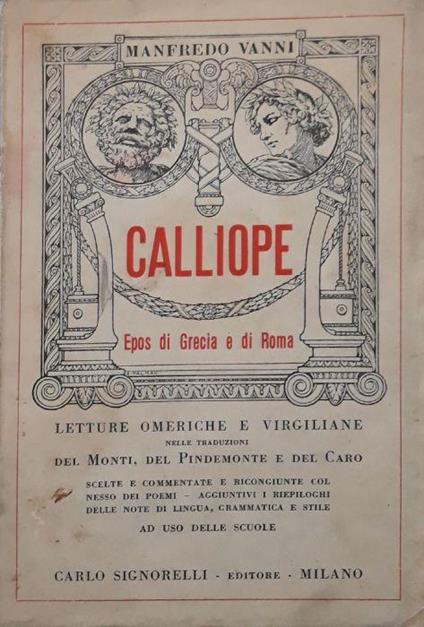 MANFREDO VANNI
CALLIOPE
Epos di Grecia e di Roma
LETTURE OMERICHE E VIRGILIANE
NELLE TRADUZIONI
DEL MONTI, DEL PINDEMONTE E DEL CARO
SCELTE E COMMENTATE E RICONGIUNTE COL
NESSO DEI POEMI - AGGIUNTIVI I RIEPILOGHI
DELLE NOTE DI LINGUA, GRAMMATICA E STILE
AD USO DELLE SCUOLE
CARLO SIGNORELLI - EDITORE - MILANO